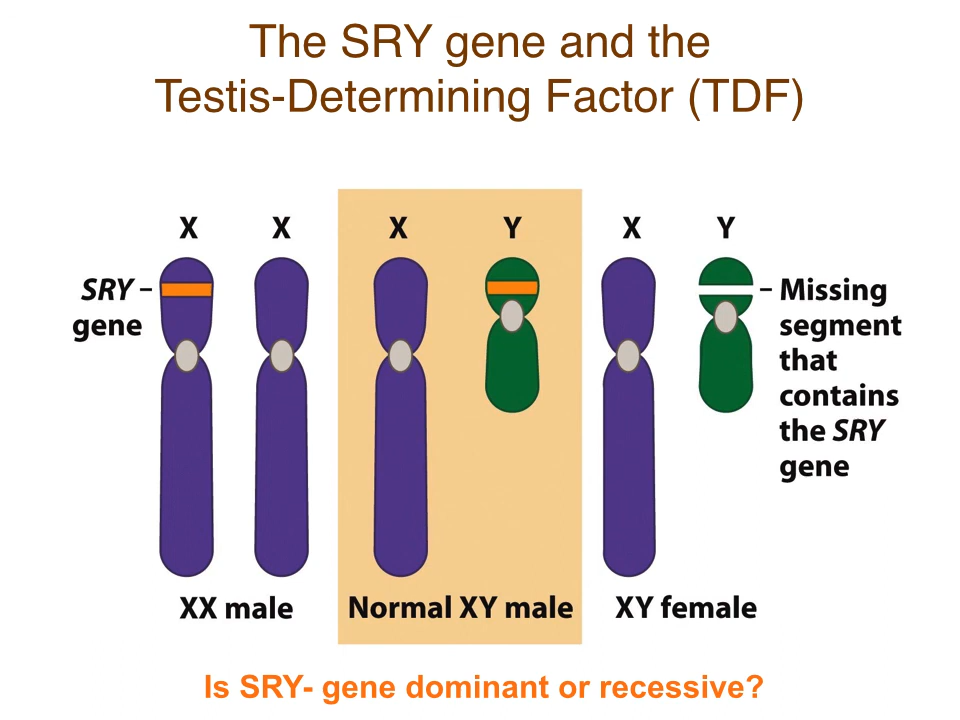 The SRY gene and the
Testis-Determining Factor (TDF)
X
X
X
Y
X
Y
SRY
gene
Missing
segment
that
contains
the SRY
gene
XX male
Normal XY male
XY female
Is SRY- gene dominant or recessive?